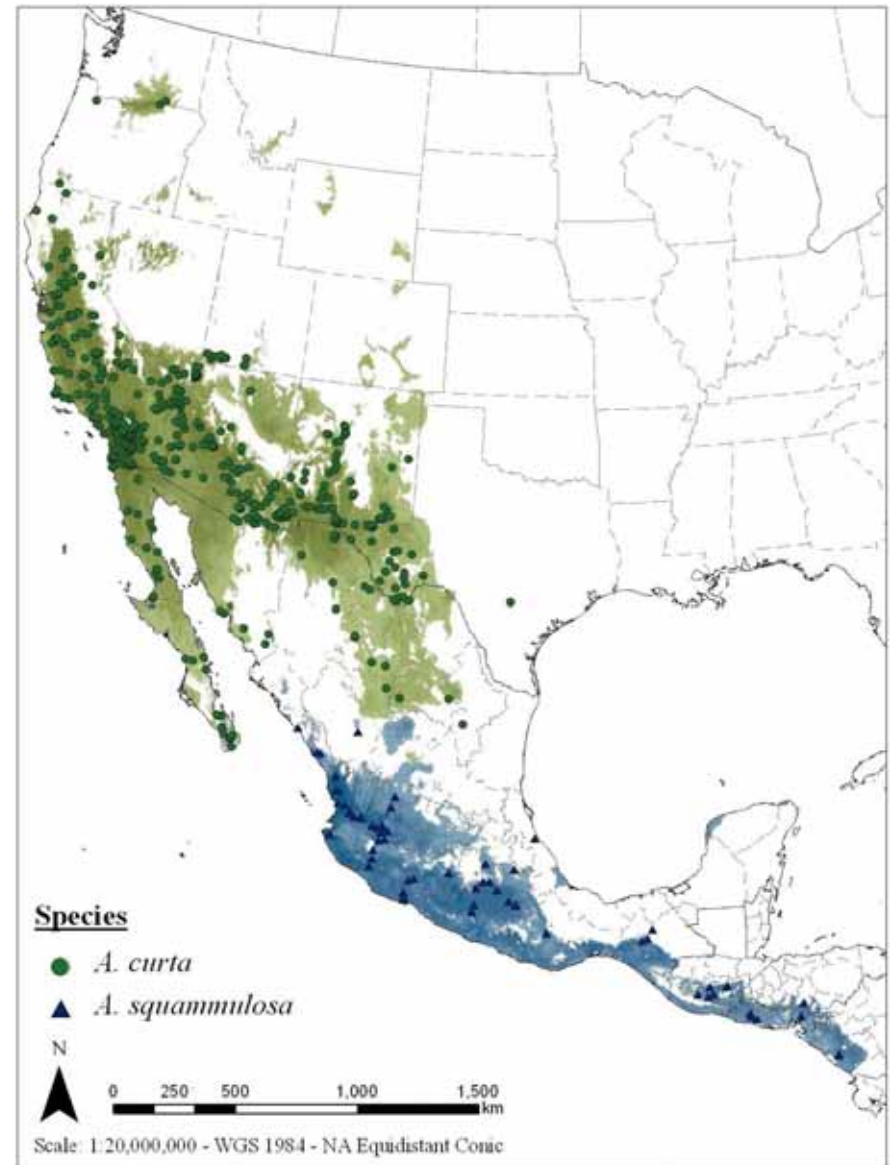 Species
A. curta
A. squammulosa
N
0 250 500 1,000 1,500
km
Scale: 1:20,000,000 - WGS 1984 - NA Equidistant Conic